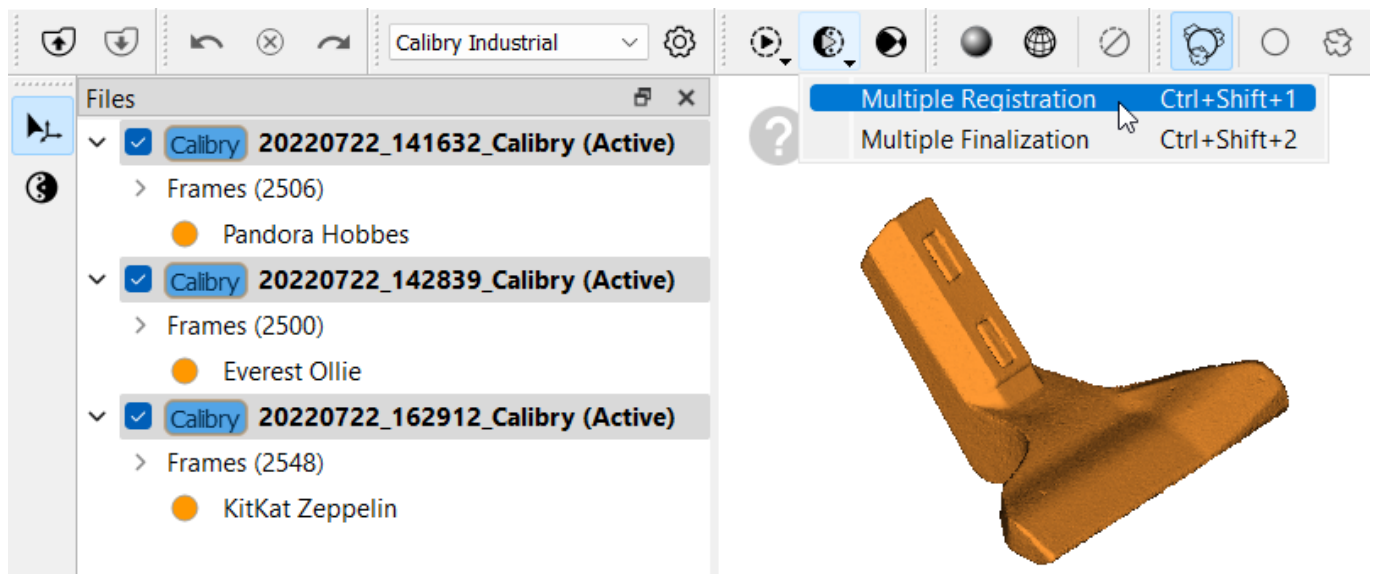 Calibry Industrial
Files
Multiple Registration Ctrl+Shift+1
Multiple Finalization Ctrl+Shift+2
?
Calibry 20220722_141632_Calibry (Active)
Frames (2506)
Pandora Hobbes
Calibry 20220722_142839_Calibry (Active)
Frames (2500)
Everest Ollie
Calibry 20220722_162912_Calibry (Active)
Frames (2548)
KitKat Zeppelin